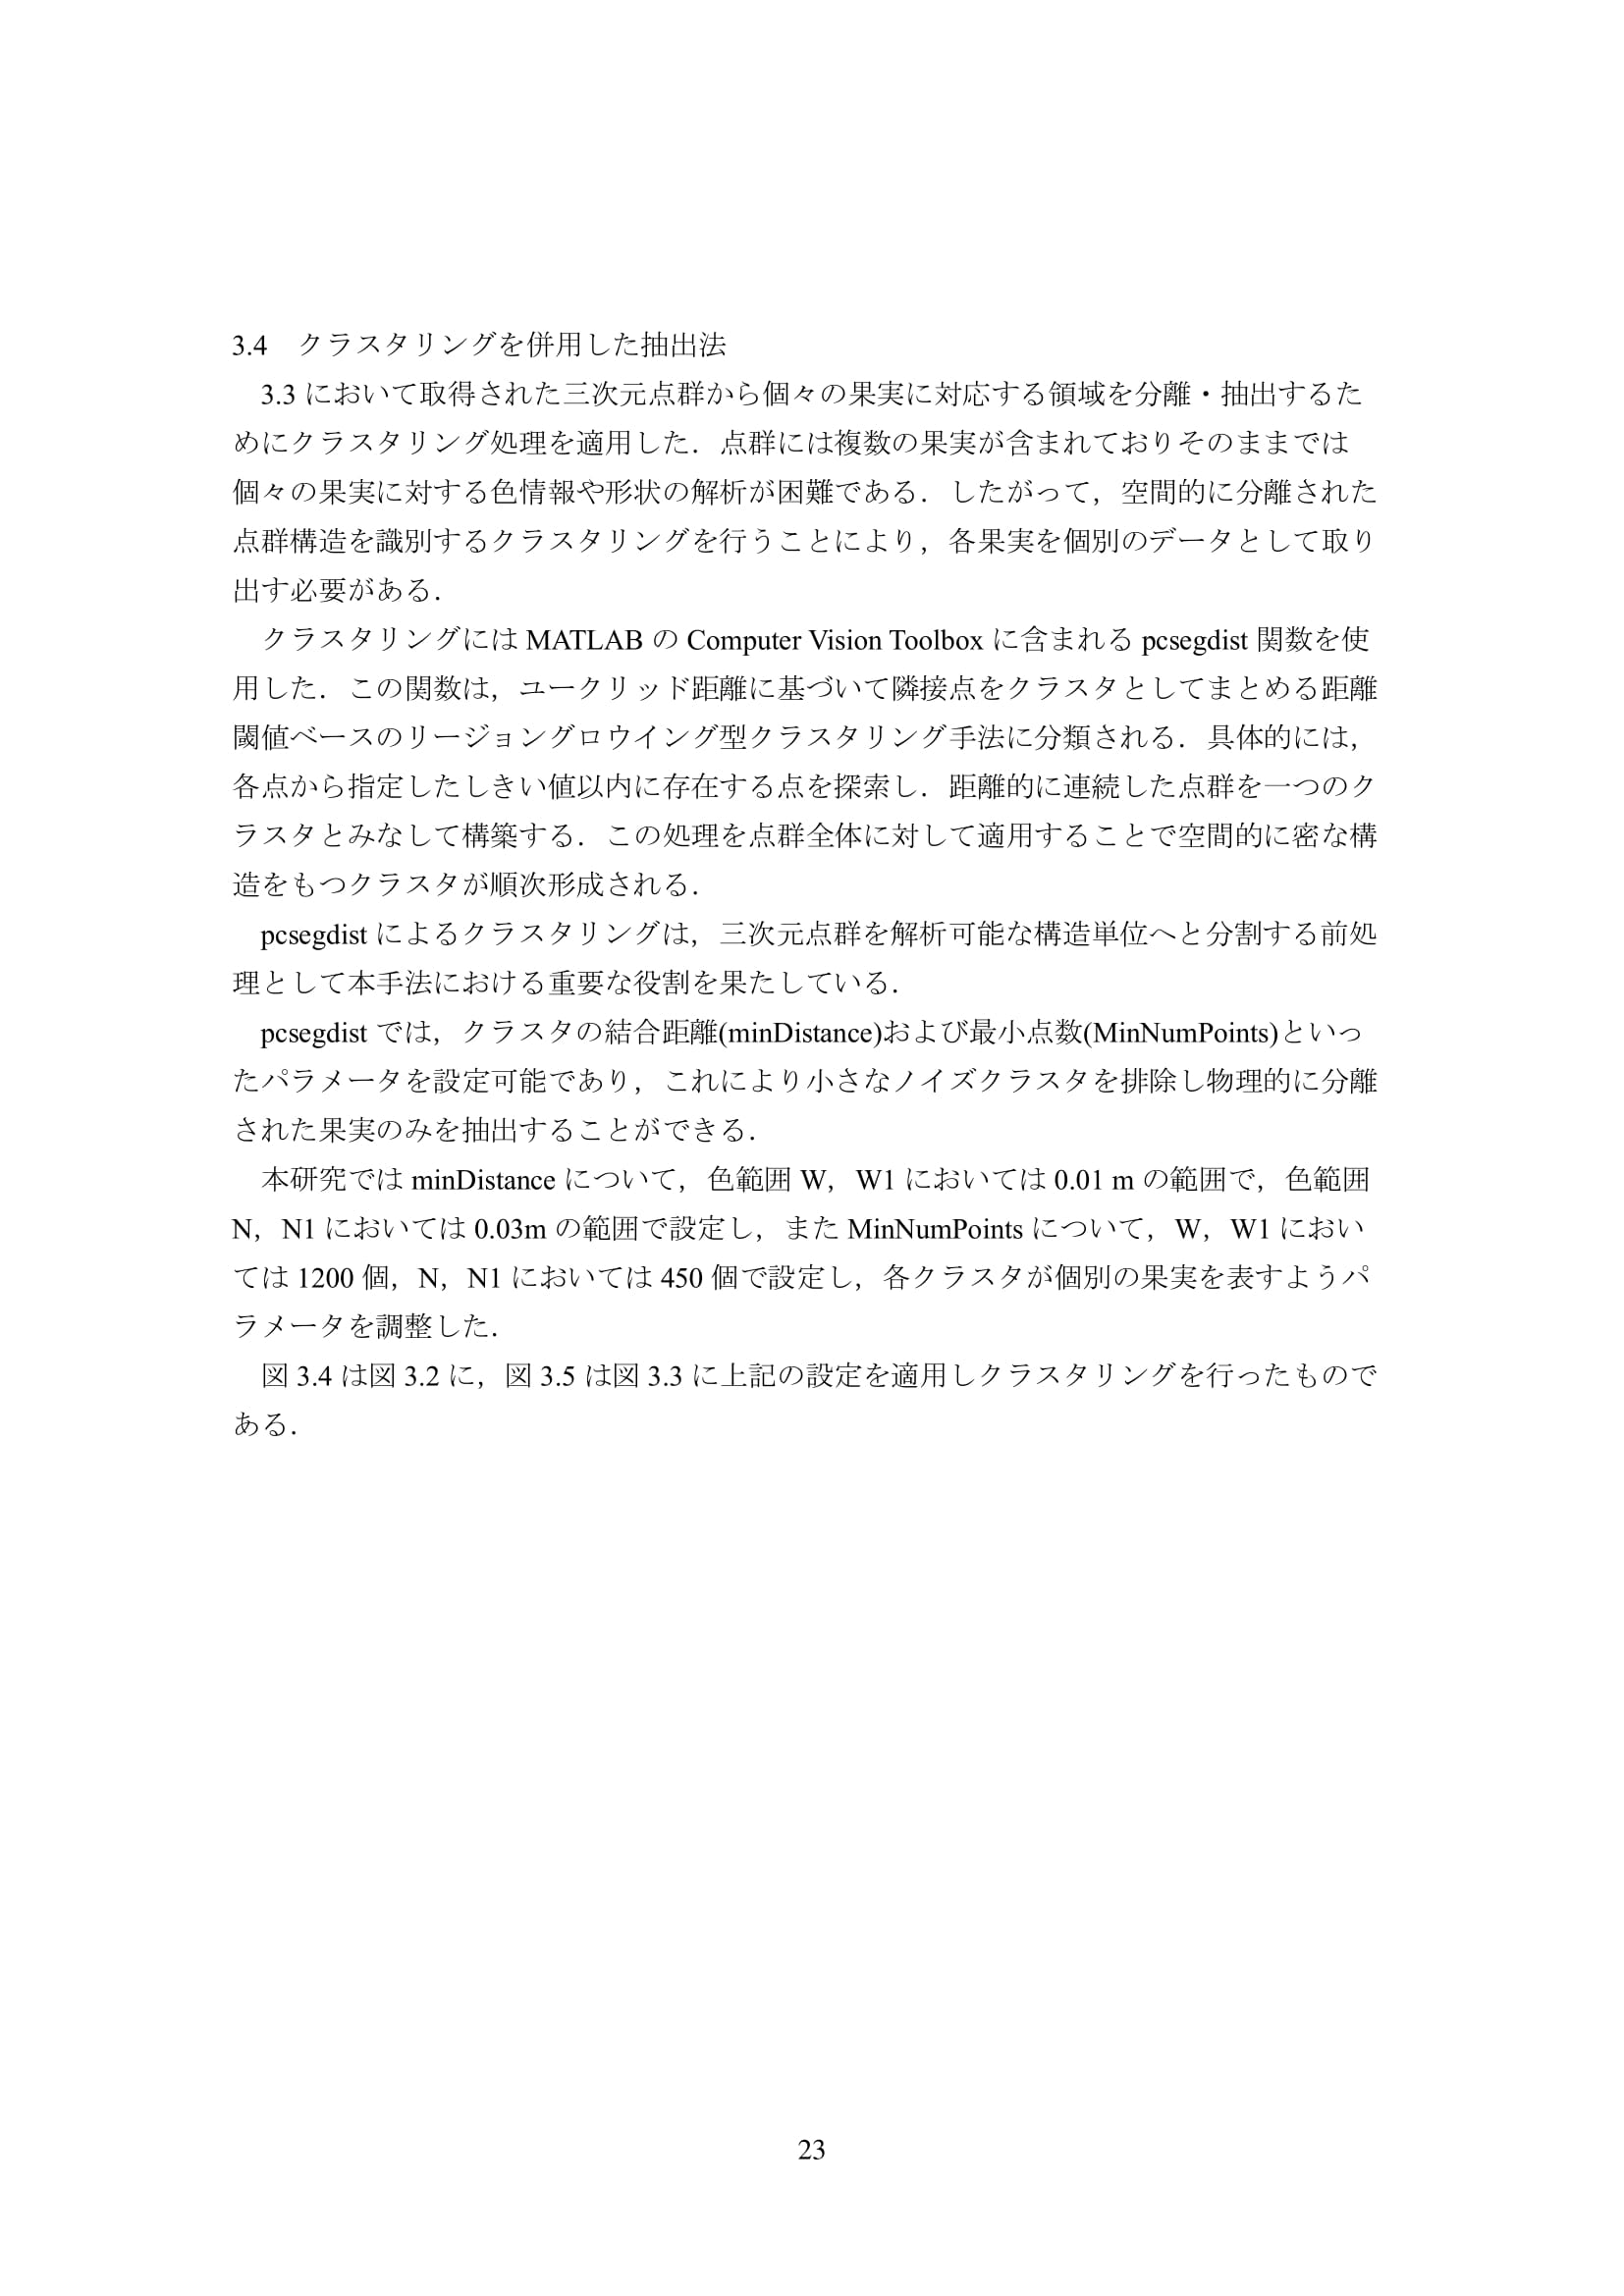 3.4　クラスタリングを併用した抽出法
3.3 において取得された三次元点群から個々の果実に対応する領域を分離・抽出するた
めにクラスタリング処理を適用した．点群には複数の果実が含まれておりそのままでは
個々の果実に対する色情報や形状の解析が困難である．したがって，空間的に分離された
点群構造を識別するクラスタリングを行うことにより，各果実を個別のデータとして取り
出す必要がある．
クラスタリングには MATLAB の Computer Vision Toolbox に含まれる pcsegdist 関数を使
用した．この関数は，ユークリッド距離に基づいて隣接点をクラスタとしてまとめる距離
閾値ベースのリージョングロウイング型クラスタリング手法に分類される．具体的には，
各点から指定したしきい値以内に存在する点を探索し．距離的に連続した点群を一つのク
ラスタとみなして構築する．この処理を点群全体に対して適用することで空間的に密な構
造をもつクラスタが順次形成される．
pcsegdist によるクラスタリングは，三次元点群を解析可能な構造単位へと分割する前処
理として本手法における重要な役割を果たしている．
pcsegdist では，クラスタの結合距離(minDistance)および最小点数(MinNumPoints)といっ
たパラメータを設定可能であり，これにより小さなノイズクラスタを排除し物理的に分離
された果実のみを抽出することができる．
本研究では minDistance について，色範囲 W，W1 においては 0.01 m の範囲で，色範囲
N，N1 においては 0.03m の範囲で設定し，また MinNumPoints について，W，W1 におい
ては 1200 個，N，N1 においては 450 個で設定し，各クラスタが個別の果実を表すようパ
ラメータを調整した．
図 3.4 は図 3.2 に，図 3.5 は図 3.3 に上記の設定を適用しクラスタリングを行ったもので
ある．
23